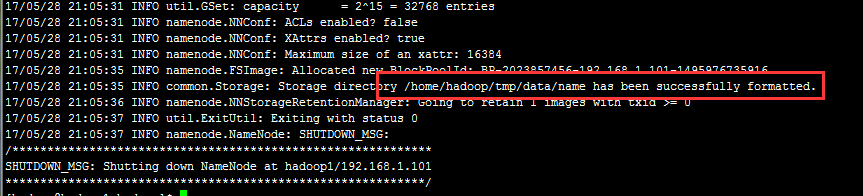 17/05/28 21:05:31 INFO util.GSet: capacity      = 2^15 = 32768 entries
17/05/28 21:05:31 INFO namenode.NNConf: ACLs enabled? false
17/05/28 21:05:31 INFO namenode.NNConf: XAttrs enabled? true
17/05/28 21:05:31 INFO namenode.NNConf: Maximum size of an xattr: 16384
17/05/28 21:05:35 INFO namenode.FSImage: Allocated new BlockPoolId: BP-2023857456-192.168.1.101-1495976735916
17/05/28 21:05:35 INFO common.Storage: Storage directory /home/hadoop/tmp/data/name has been successfully formatted.
17/05/28 21:05:36 INFO namenode.NNStorageRetentionManager: Going to retain 1 images with txid >= 0
17/05/28 21:05:37 INFO util.ExitUtil: Exiting with status 0
17/05/28 21:05:37 INFO namenode.NameNode: SHUTDOWN_MSG:
/************************************************************
SHUTDOWN_MSG: Shutting down NameNode at hadoop1/192.168.1.101
************************************************************/